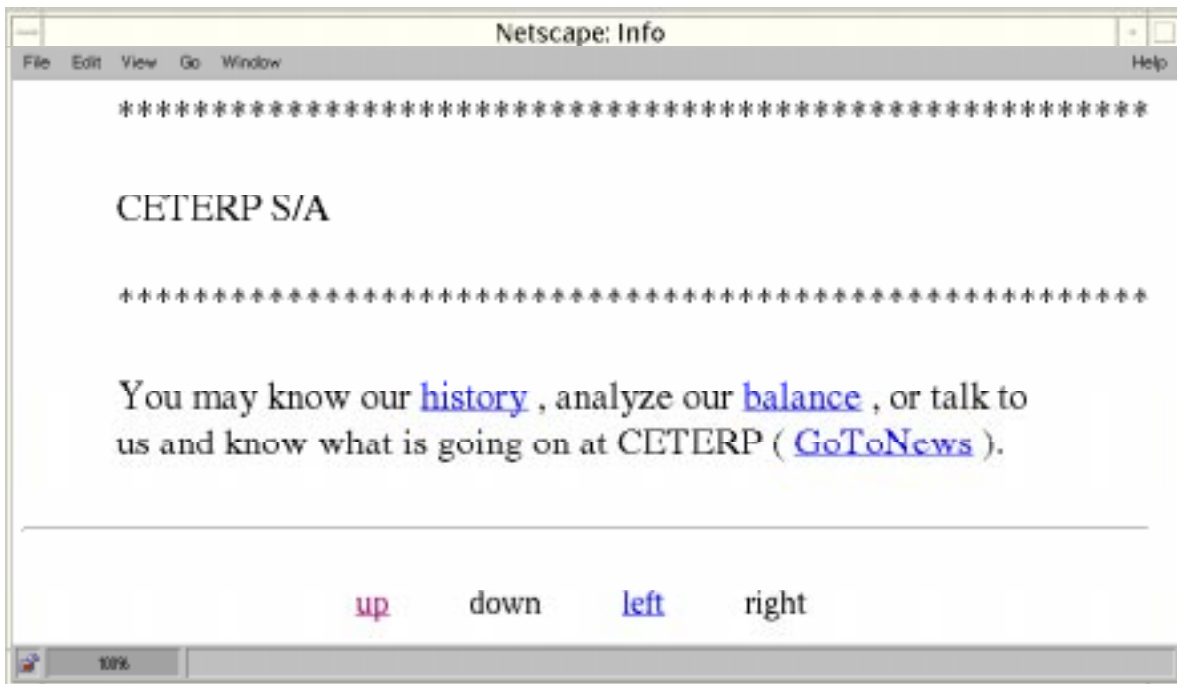 Netscape: Info
File Edit View Go Window Help
*******************************************************
CETERP S/A
*******************************************************
You may know our history , analyze our balance , or talk to
us and know what is going on at CETERP ( GoToNews ).
up down left right
100%